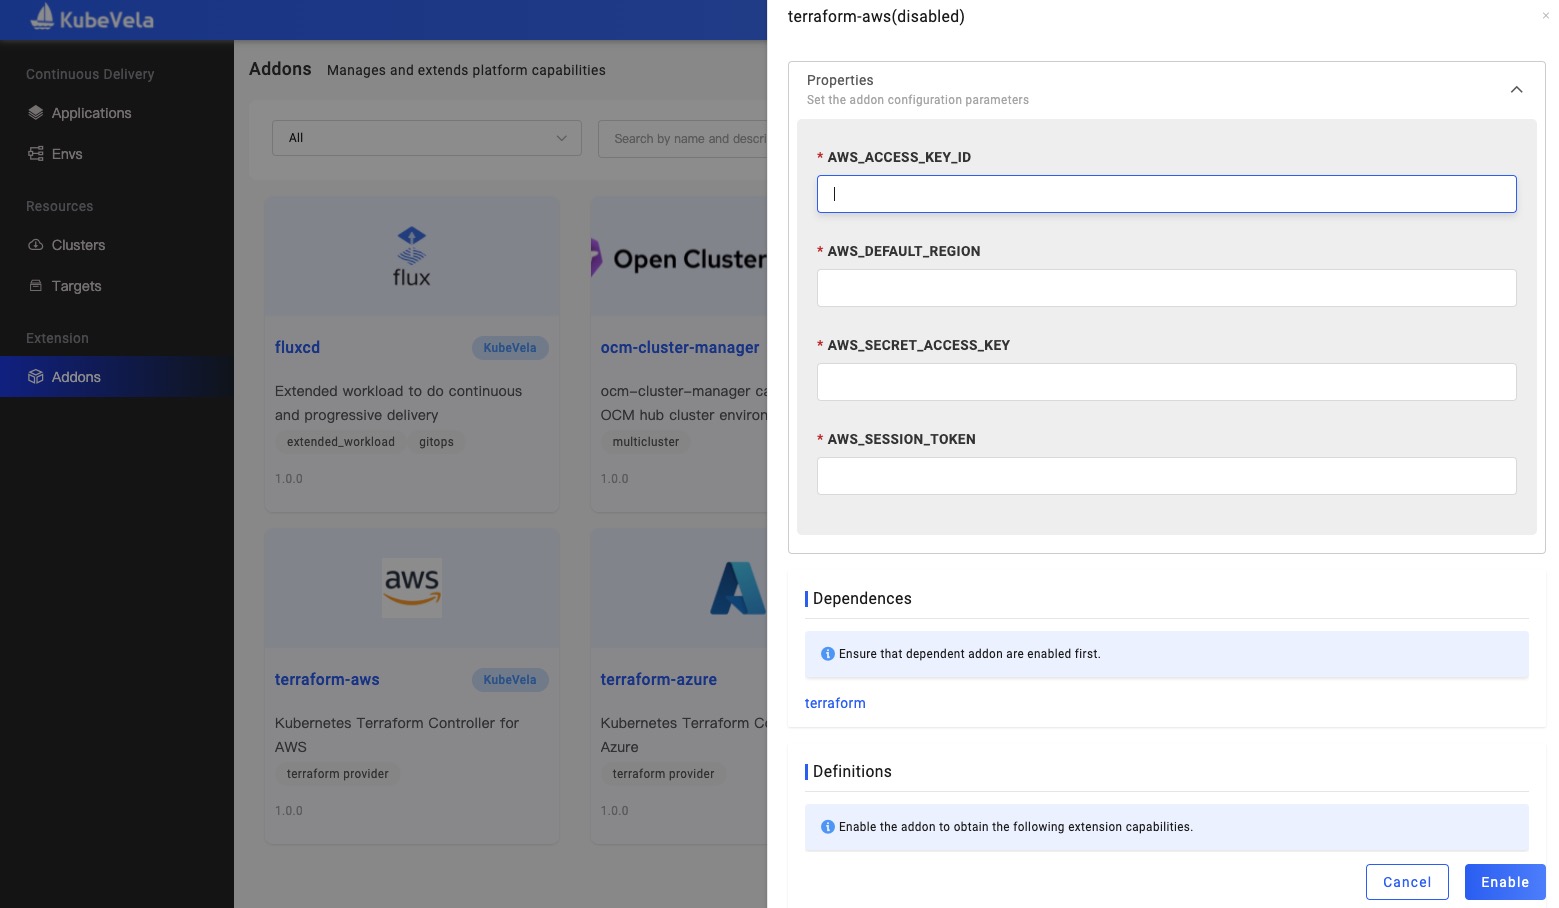 KubeVela
Continuous Delivery
Applications
Envs
Resources
Clusters
Targets
Extension
Addons
Addons Manages and extends platform capabilities
All
Search by name and descri
flux
fluxcd KubeVela
Extended workload to do continuous
and progressive delivery
extended_workload gitops
1.0.0
Open Cluster
ocm-cluster-manager
ocm-cluster-manager ca
OCM hub cluster environ
multicluster
1.0.0
aws
terraform-aws KubeVela
Kubernetes Terraform Controller for
AWS
terraform provider
1.0.0
terraform-azure
Kubernetes Terraform Co
Azure
terraform provider
1.0.0
terraform-aws(disabled)
Properties
Set the addon configuration parameters
* AWS_ACCESS_KEY_ID
* AWS_DEFAULT_REGION
* AWS_SECRET_ACCESS_KEY
* AWS_SESSION_TOKEN
Dependences
Ensure that dependent addon are enabled first.
terraform
Definitions
Enable the addon to obtain the following extension capabilities.
Cancel Enable